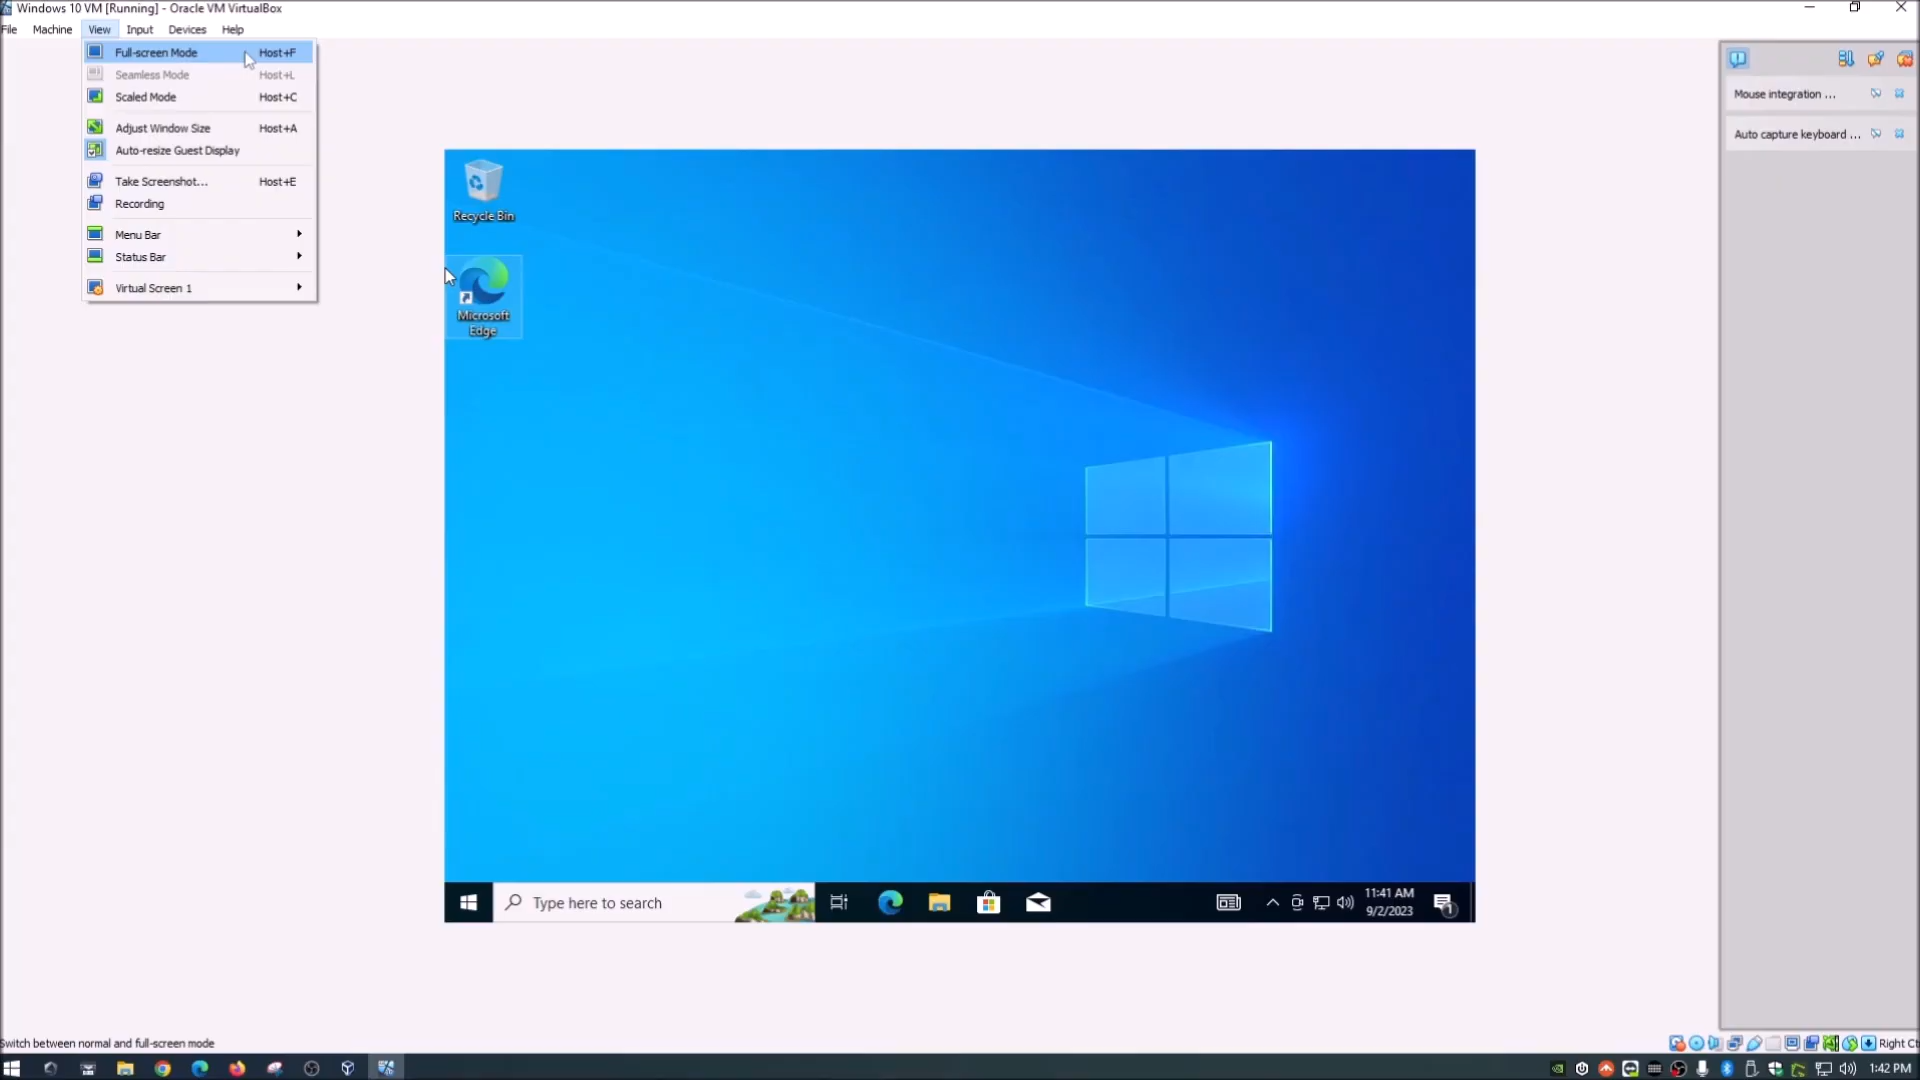 Windows 10 VM [Running] - Oracle VM VirtualBox
File Machine View Input Devices Help
Full-screen Mode Host+F
Seamless Mode Host+L
Scaled Mode Host+C
Adjust Window Size Host+A
Auto-resize Guest Display
Take Screenshot... Host+E
Recording
Menu Bar
Status Bar
Virtual Screen 1
Mouse integration ...
Auto capture keyboard ...
Recycle Bin
Microsoft
Edge
Type here to search
11:41 AM
9/2/2023
1
Switch between normal and full-screen mode
Right Ct
1:42 PM